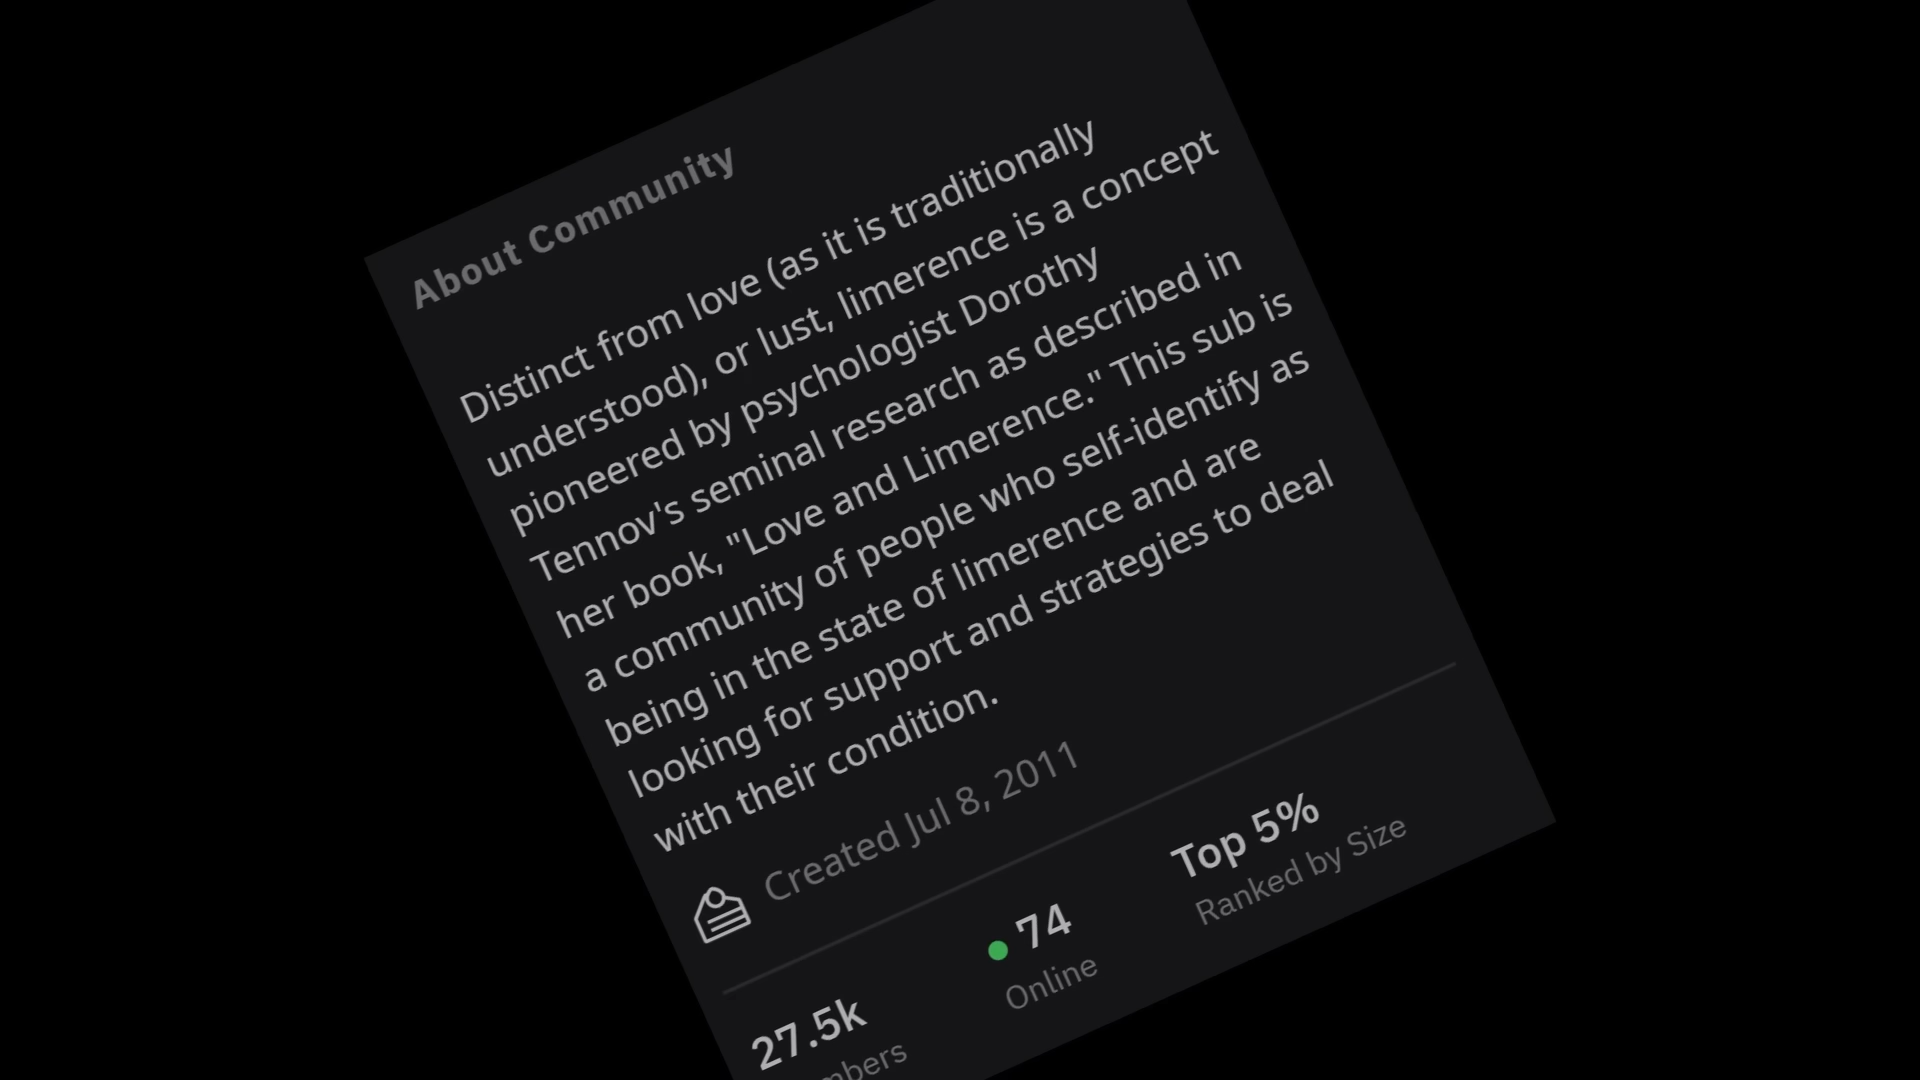 About Community
Distinct from love (as it is traditionally
understood), or lust, limerence is a concept
pioneered by psychologist Dorothy
Tennov's seminal research as described in
her book, "Love and Limerence." This sub is
a community of people who self-identify as
being in the state of limerence and are
looking for support and strategies to deal
with their condition.
Created Jul 8, 2011
27.5k
74
Online
Top 5%
Ranked by Size